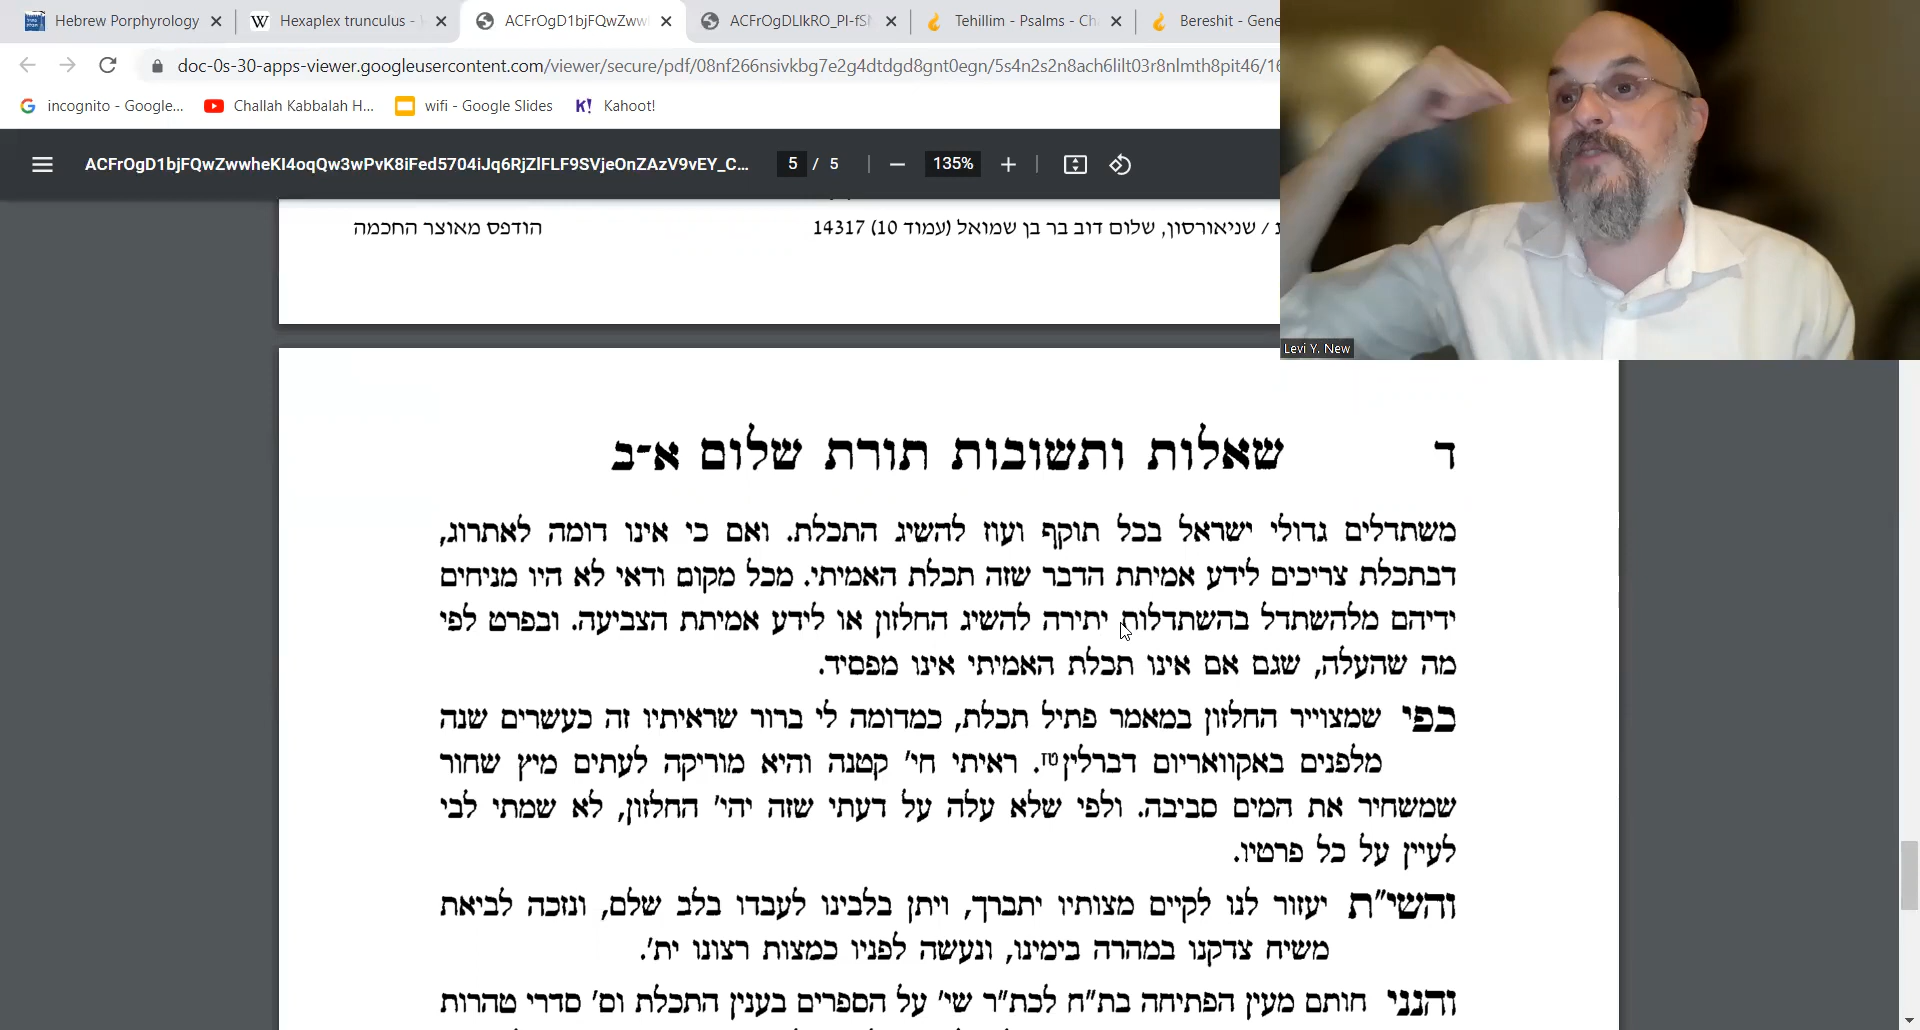 Hebrew Porphyrology
Hexaplex trunculus -
ACFrOgD1bjFQwZwwl
ACFrOgDLIkRO_PI-fSI
Tehillim - Psalms - Ch
Bereshit - Gene
doc-0s-30-apps-viewer.googleusercontent.com/viewer/secure/pdf/08nf266nsivkbg7e2g4dtdgd8gnt0egn/5s4n2s2n8ach6lilt03r8nlmth8pit46/16
incognito - Google...
Challah Kabbalah H...
wifi - Google Slides
Kahoot!
ACFrOgD1bjFQwZwwheKI4oqQw3wPvK8iFed5704iJq6RjZlFLF9SVjeOnZAzV9vEY_C...
5 / 5
135%
Levi Y. New
ת / שניאורסון, שלום דוב בר בן שמואל (עמוד 10) 14317
הודפס מאוצר החכמה
ד שאלות ותשובות תורת שלום א-ב
משתדלים גדולי ישראל בכל תוקף ועוז להשיג התכלת. ואם כי אינו דומה לאתרוג,
דבתכלת צריכים לידע אמיתת הדבר שזה תכלת האמיתי. מכל מקום ודאי לא היו מניחים
ידיהם מלהשתדל בהשתדלות יתירה להשיג החלזון או לידע אמיתת הצביעה. ובפרט לפי
מה שהעלה, שגם אם אינו תכלת האמיתי אינו מפסיד.
כפי שמצוייר החלזון במאמר פתיל תכלת, כמדומה לי ברור שראיתיו זה כעשרים שנה
מלפנים באקוואריום דברלין טז. ראיתי חי' קטנה והיא מוריקה לעתים מיץ שחור
שמשחיר את המים סביבה. ולפי שלא עלה על דעתי שזה יהי' החלזון, לא שמתי לבי
לעיין על כל פרטיו.
והשי"ת יעזור לנו לקיים מצותיו יתברך, ויתן בלבינו לעבדו בלב שלם, ונזכה לביאת
משיח צדקנו במהרה בימינו, ונעשה לפניו כמצות רצונו ית'.
והנני חותם מעין הפתיחה בת"ח לכת"ר שי' על הספרים בענין התכלת וס' סדרי טהרות